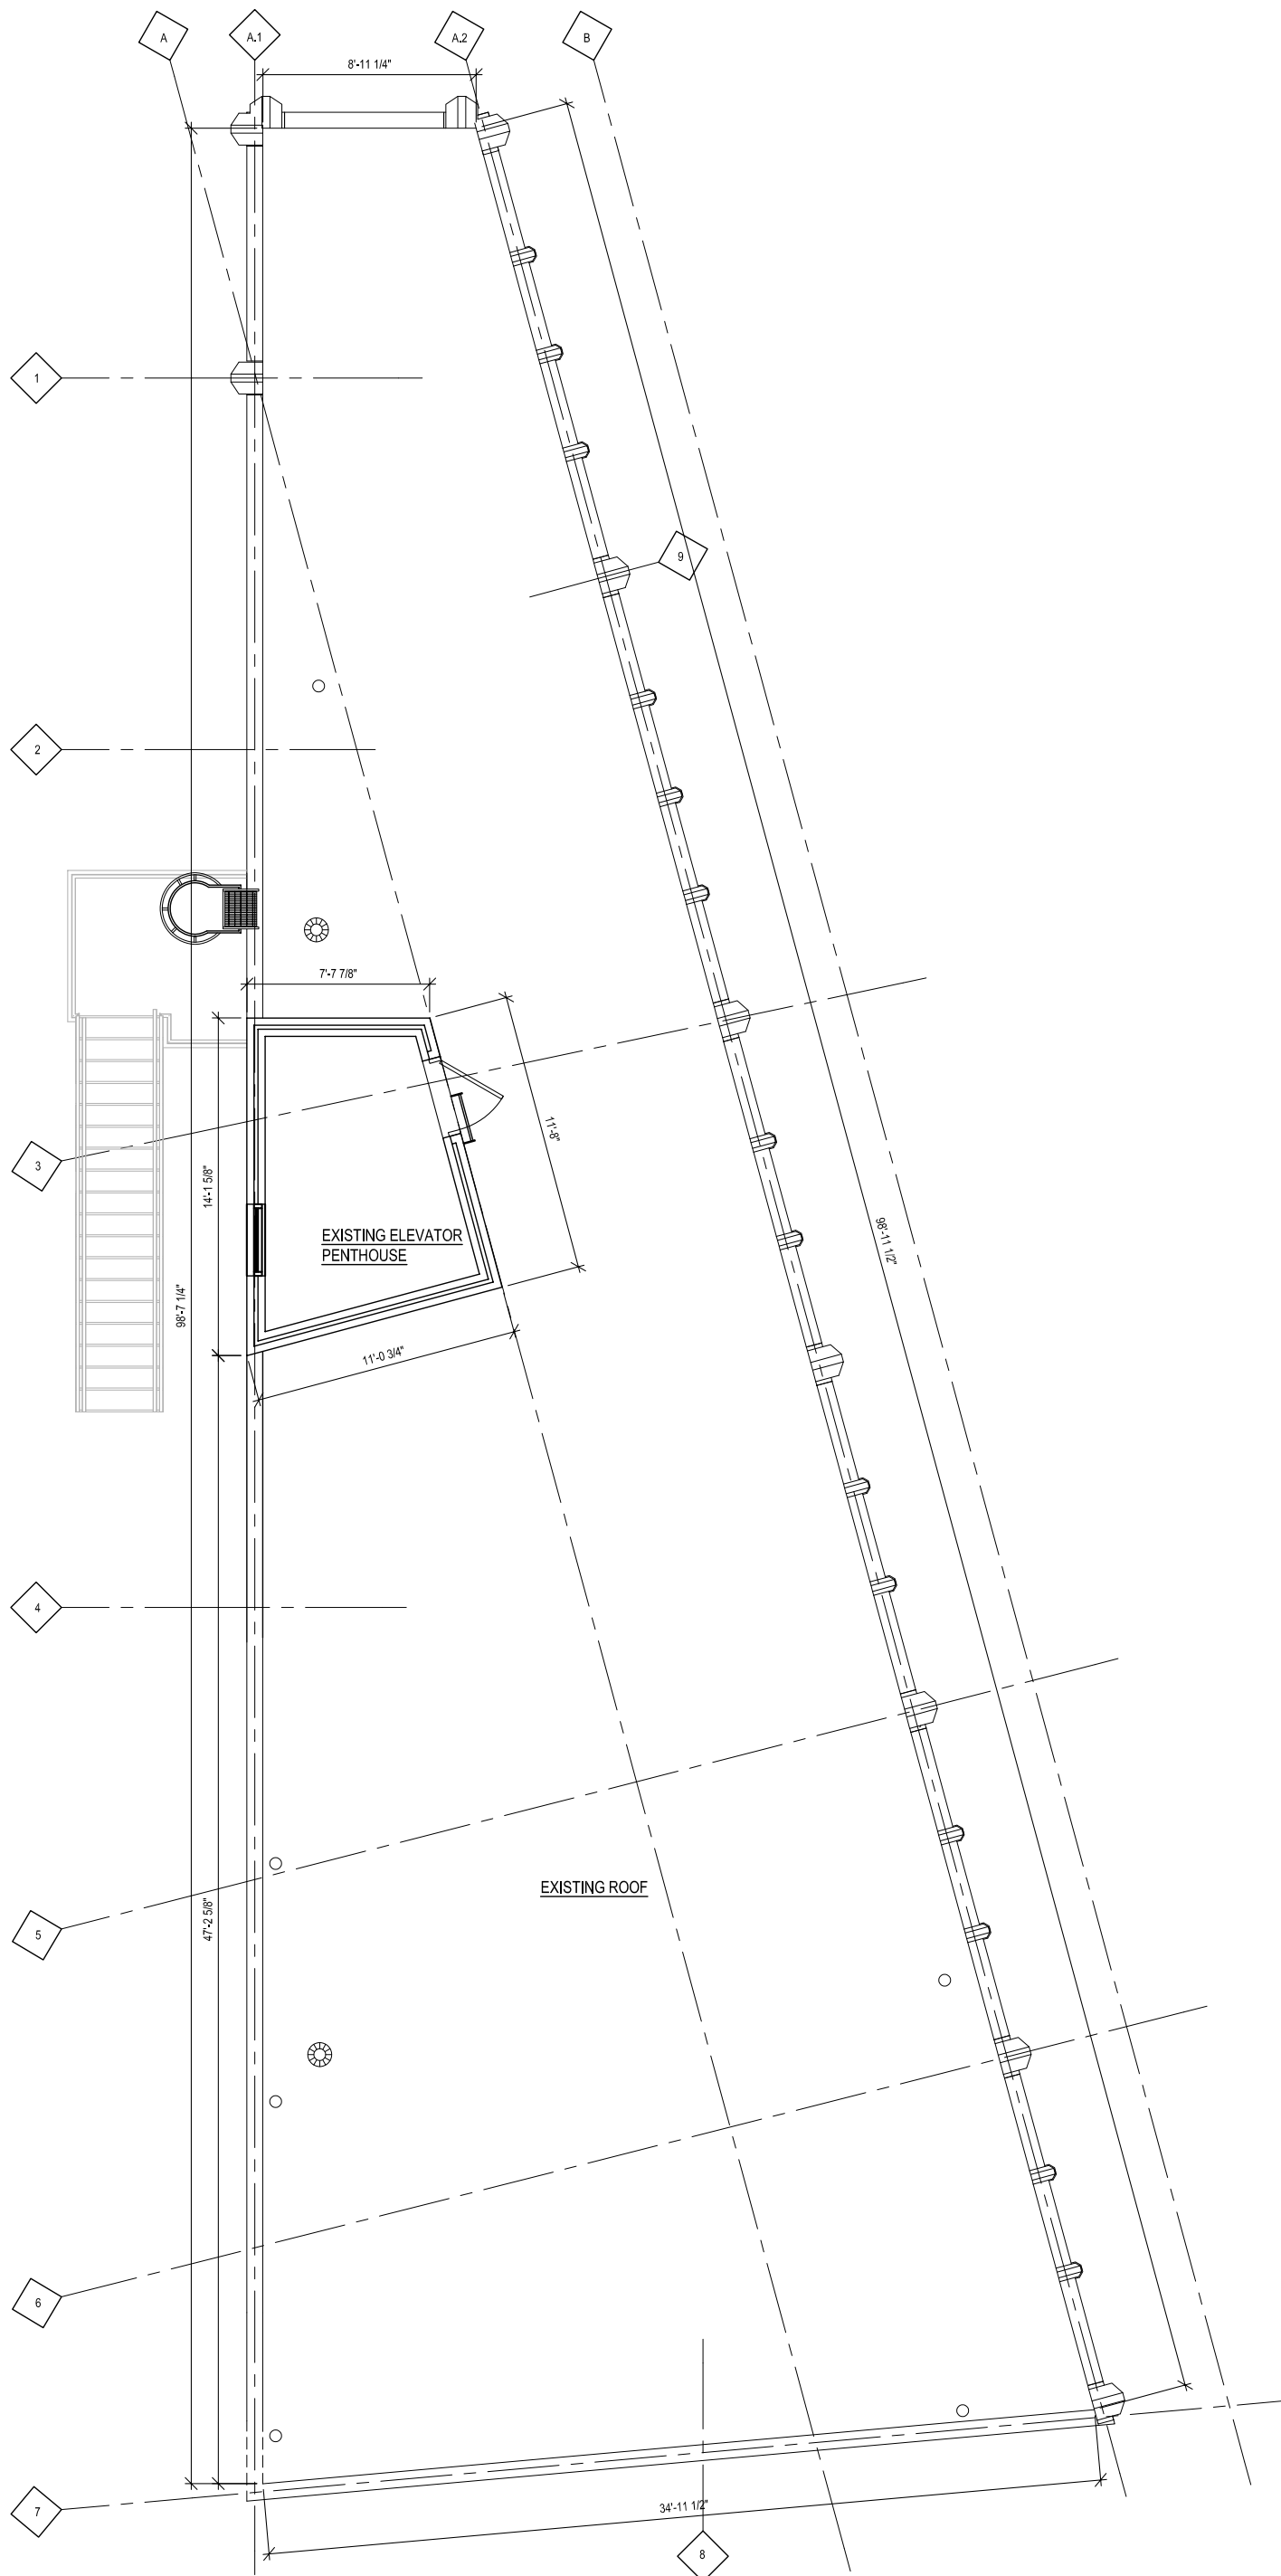 A
A.1
A.2
B
8'-11 1/4"
1
9
2
7'-7 7/8"
11'-8"
3
14'-1 5/8"
EXISTING ELEVATOR
PENTHOUSE
98'-11 1/2"
98'-7 1/4"
11'-0 3/4"
4
EXISTING ROOF
47'-2 5/8"
5
6
7
34'-11 1/2"
8